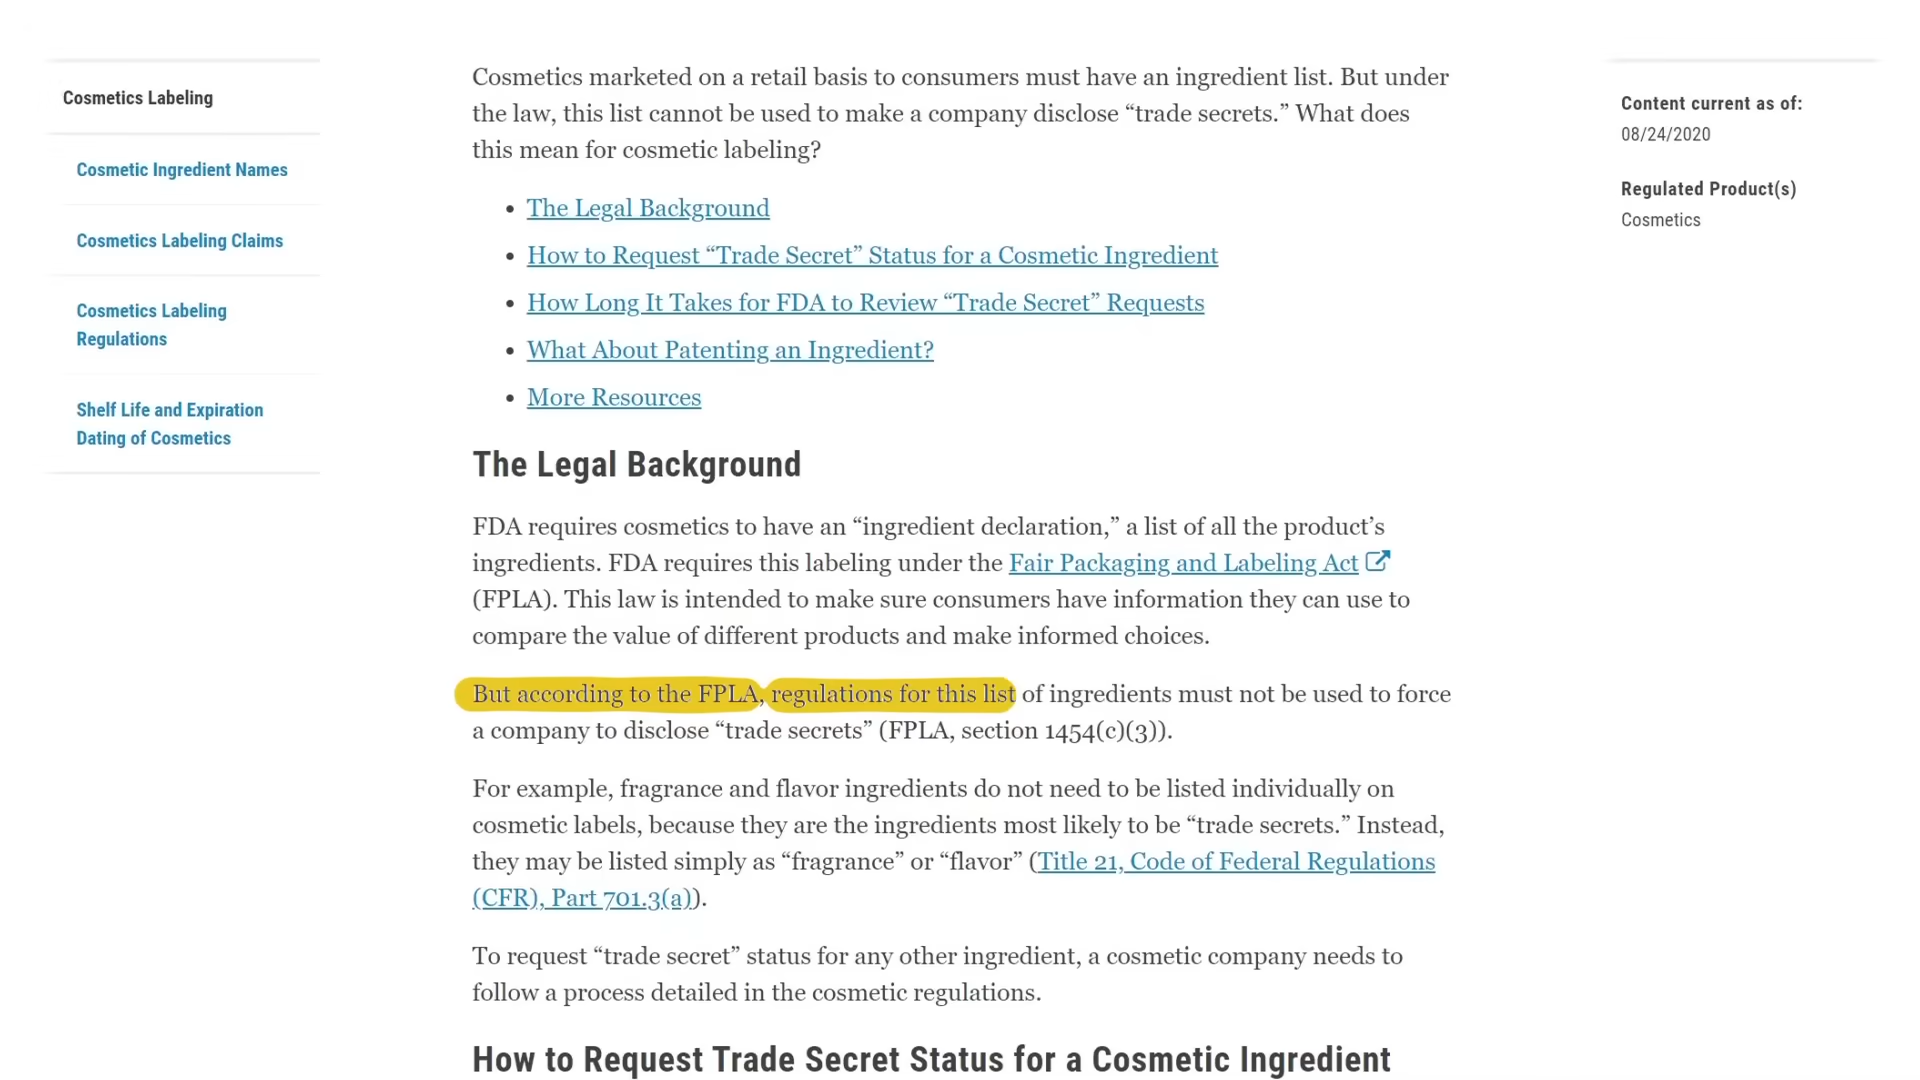 Cosmetics Labeling
Cosmetic Ingredient Names
Cosmetics Labeling Claims
Cosmetics Labeling
Regulations
Shelf Life and Expiration
Dating of Cosmetics
Cosmetics marketed on a retail basis to consumers must have an ingredient list. But under
the law, this list cannot be used to make a company disclose “trade secrets.” What does
this mean for cosmetic labeling?
• The Legal Background
• How to Request “Trade Secret” Status for a Cosmetic Ingredient
• How Long It Takes for FDA to Review “Trade Secret” Requests
• What About Patenting an Ingredient?
• More Resources
The Legal Background
FDA requires cosmetics to have an “ingredient declaration,” a list of all the product’s
ingredients. FDA requires this labeling under the Fair Packaging and Labeling Act
(FPLA). This law is intended to make sure consumers have information they can use to
compare the value of different products and make informed choices.
But according to the FPLA, regulations for this list of ingredients must not be used to force
a company to disclose “trade secrets” (FPLA, section 1454(c)(3)).
For example, fragrance and flavor ingredients do not need to be listed individually on
cosmetic labels, because they are the ingredients most likely to be “trade secrets.” Instead,
they may be listed simply as “fragrance” or “flavor” (Title 21, Code of Federal Regulations
(CFR), Part 701.3(a)).
To request “trade secret” status for any other ingredient, a cosmetic company needs to
follow a process detailed in the cosmetic regulations.
How to Request Trade Secret Status for a Cosmetic Ingredient
Content current as of:
08/24/2020
Regulated Product(s)
Cosmetics